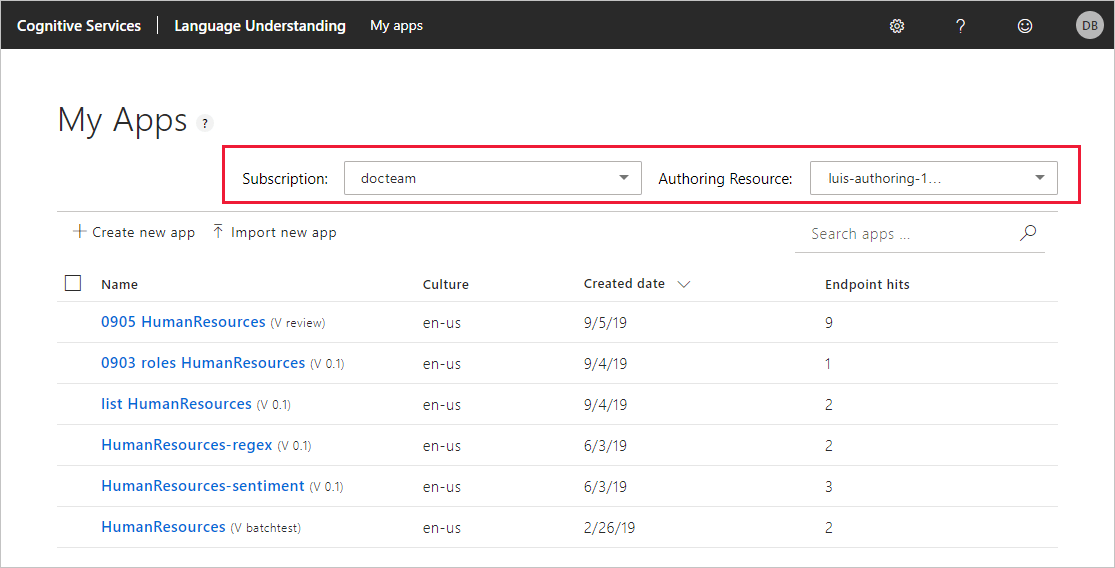 Cognitive Services Language Understanding My apps ? DB
My Apps ?
Subscription: docteam Authoring Resource: luis-authoring-1...
Create new app Import new app Search apps ...
Name Culture Created date Endpoint hits
0905 HumanResources (V review) en-us 9/5/19 9
0903 roles HumanResources (V 0.1) en-us 9/4/19 1
list HumanResources (V 0.1) en-us 9/4/19 2
HumanResources-regex (V 0.1) en-us 6/3/19 2
HumanResources-sentiment (V 0.1) en-us 6/3/19 3
HumanResources (V batchtest) en-us 2/26/19 2